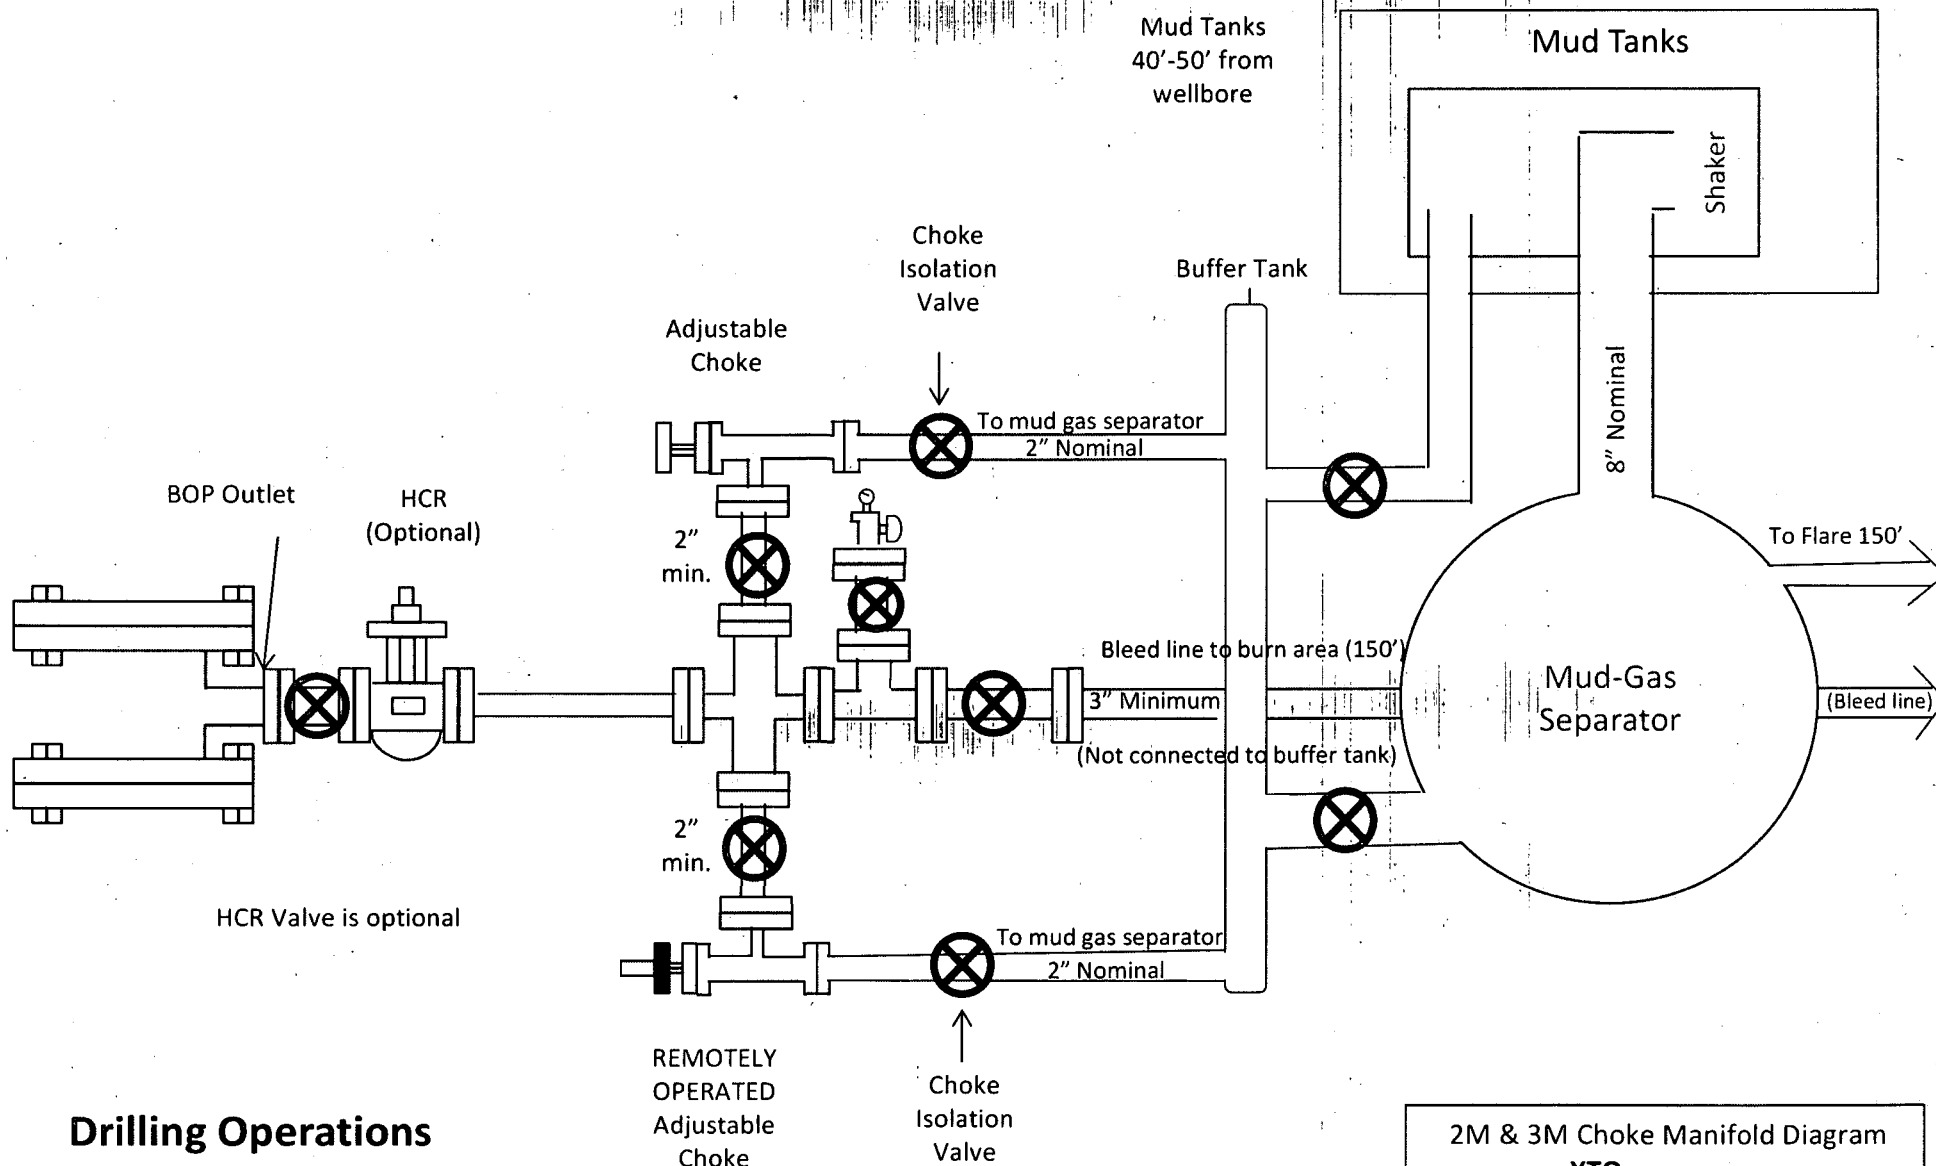 Mud Tanks
40'-50' from
wellbore
Mud Tanks
Shaker
Choke
Isolation
Valve
Buffer Tank
Adjustable
Choke
8" Nominal
To mud gas separator
2" Nominal
BOP Outlet
HCR
(Optional)
2"
min.
To Flare 150'
Bleed line to burn area (150')
3" Minimum
(Not connected to buffer tank)
Mud-Gas
Separator
(Bleed line)
2"
min.
HCR Valve is optional
To mud gas separator
2" Nominal
REMOTELY
OPERATED
Adjustable
Choke
Choke
Isolation
Valve
Drilling Operations
2M & 3M Choke Manifold Diagram
XTO